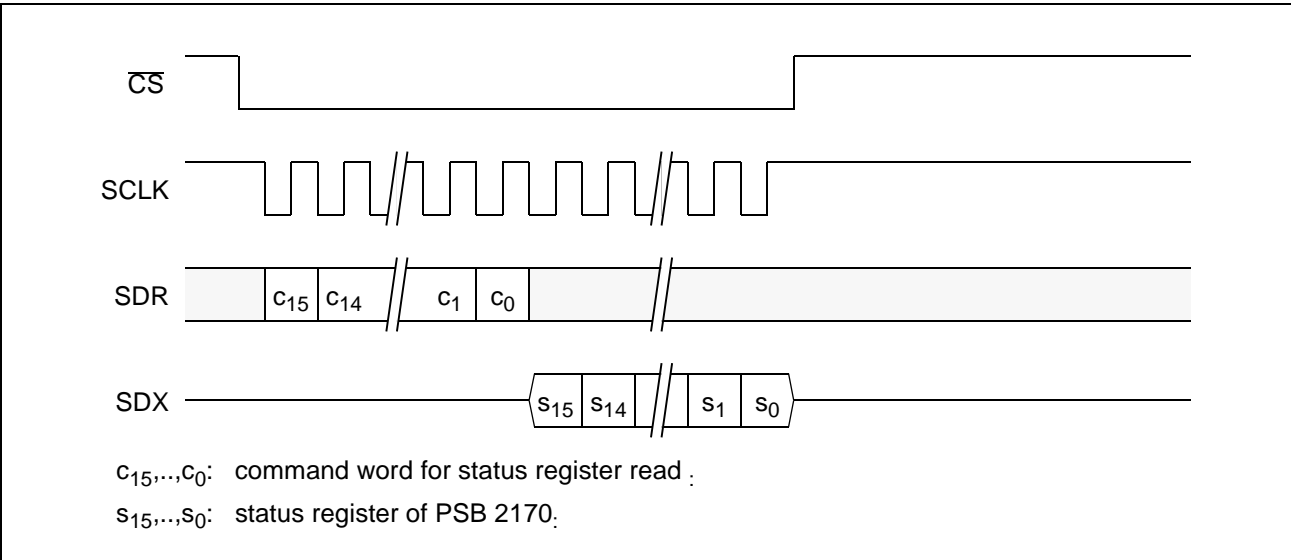 CS
SCLK
SDR c15 c14 c1 c0
SDX s15 s14 s1 s0
c15,..,c0: command word for status register read :
s15,..,s0: status register of PSB 2170: